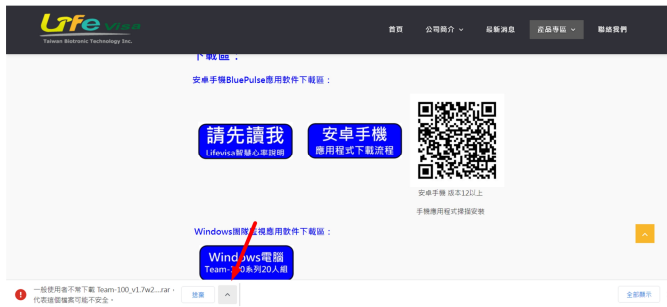 LIFe Visa
Taiwan Biotronic Technology Inc.
首頁 公司簡介 最新消息 產品專區 聯絡我們
下載區：
安卓手機BluePulse應用軟件下載區：
請先讀我
Lifevisa智慧心率說明
安卓手機
應用程式下載流程
安卓手機 版本12以上
手機應用程式掃描安裝
Windows團隊監視應用軟件下載區：
Windows電腦
Team-100系列20人組
一般使用者不常下載 Team-100_v1.7w2....rar，
代表這個檔案可能不安全。
捨棄
全部顯示